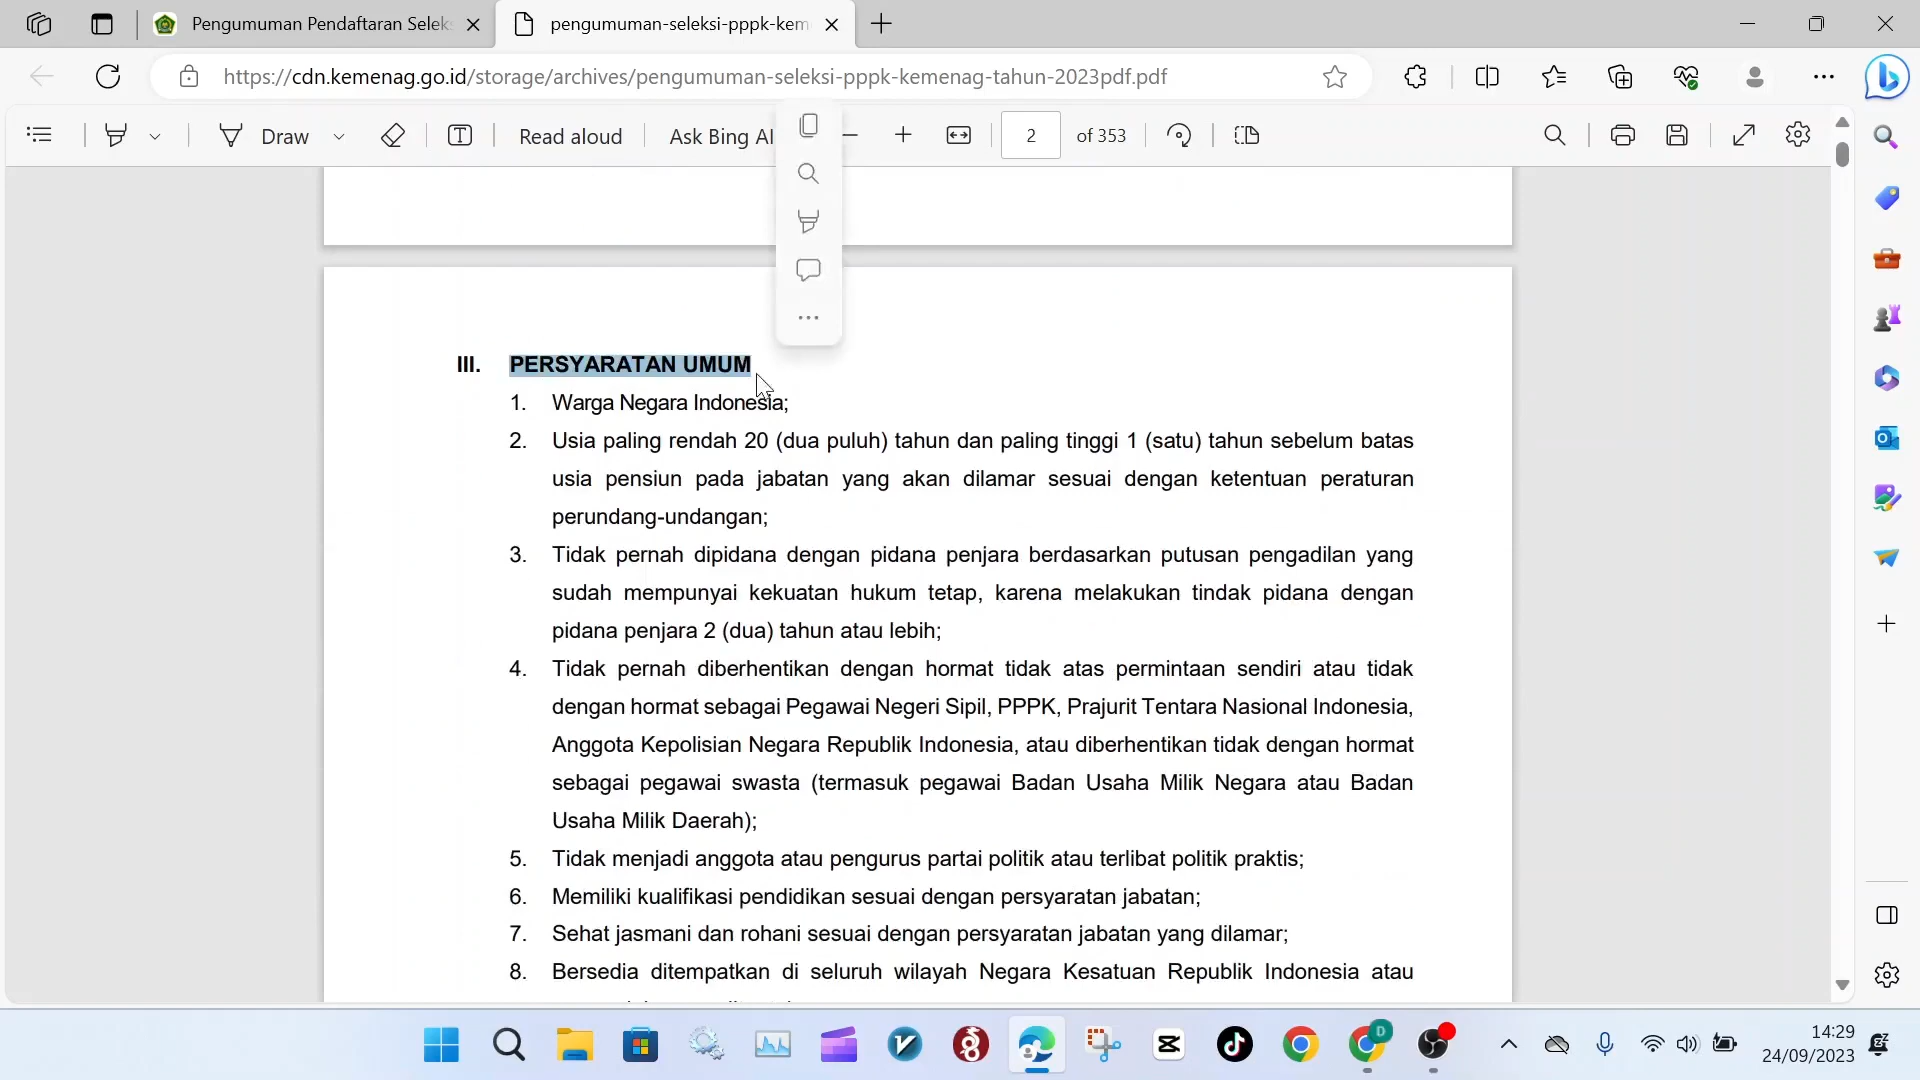 Pengumuman Pendaftaran Selek
pengumuman-seleksi-pppk-kem
https://cdn.kemenag.go.id/storage/archives/pengumuman-seleksi-pppk-kemenag-tahun-2023pdf.pdf
Draw
Read aloud
Ask Bing AI
2
of 353
III. PERSYARATAN UMUM
1. Warga Negara Indonesia;
2. Usia paling rendah 20 (dua puluh) tahun dan paling tinggi 1 (satu) tahun sebelum batas
usia pensiun pada jabatan yang akan dilamar sesuai dengan ketentuan peraturan
perundang-undangan;
3. Tidak pernah dipidana dengan pidana penjara berdasarkan putusan pengadilan yang
sudah mempunyai kekuatan hukum tetap, karena melakukan tindak pidana dengan
pidana penjara 2 (dua) tahun atau lebih;
4. Tidak pernah diberhentikan dengan hormat tidak atas permintaan sendiri atau tidak
dengan hormat sebagai Pegawai Negeri Sipil, PPPK, Prajurit Tentara Nasional Indonesia,
Anggota Kepolisian Negara Republik Indonesia, atau diberhentikan tidak dengan hormat
sebagai pegawai swasta (termasuk pegawai Badan Usaha Milik Negara atau Badan
Usaha Milik Daerah);
5. Tidak menjadi anggota atau pengurus partai politik atau terlibat politik praktis;
6. Memiliki kualifikasi pendidikan sesuai dengan persyaratan jabatan;
7. Sehat jasmani dan rohani sesuai dengan persyaratan jabatan yang dilamar;
8. Bersedia ditempatkan di seluruh wilayah Negara Kesatuan Republik Indonesia atau
14:29
24/09/2023